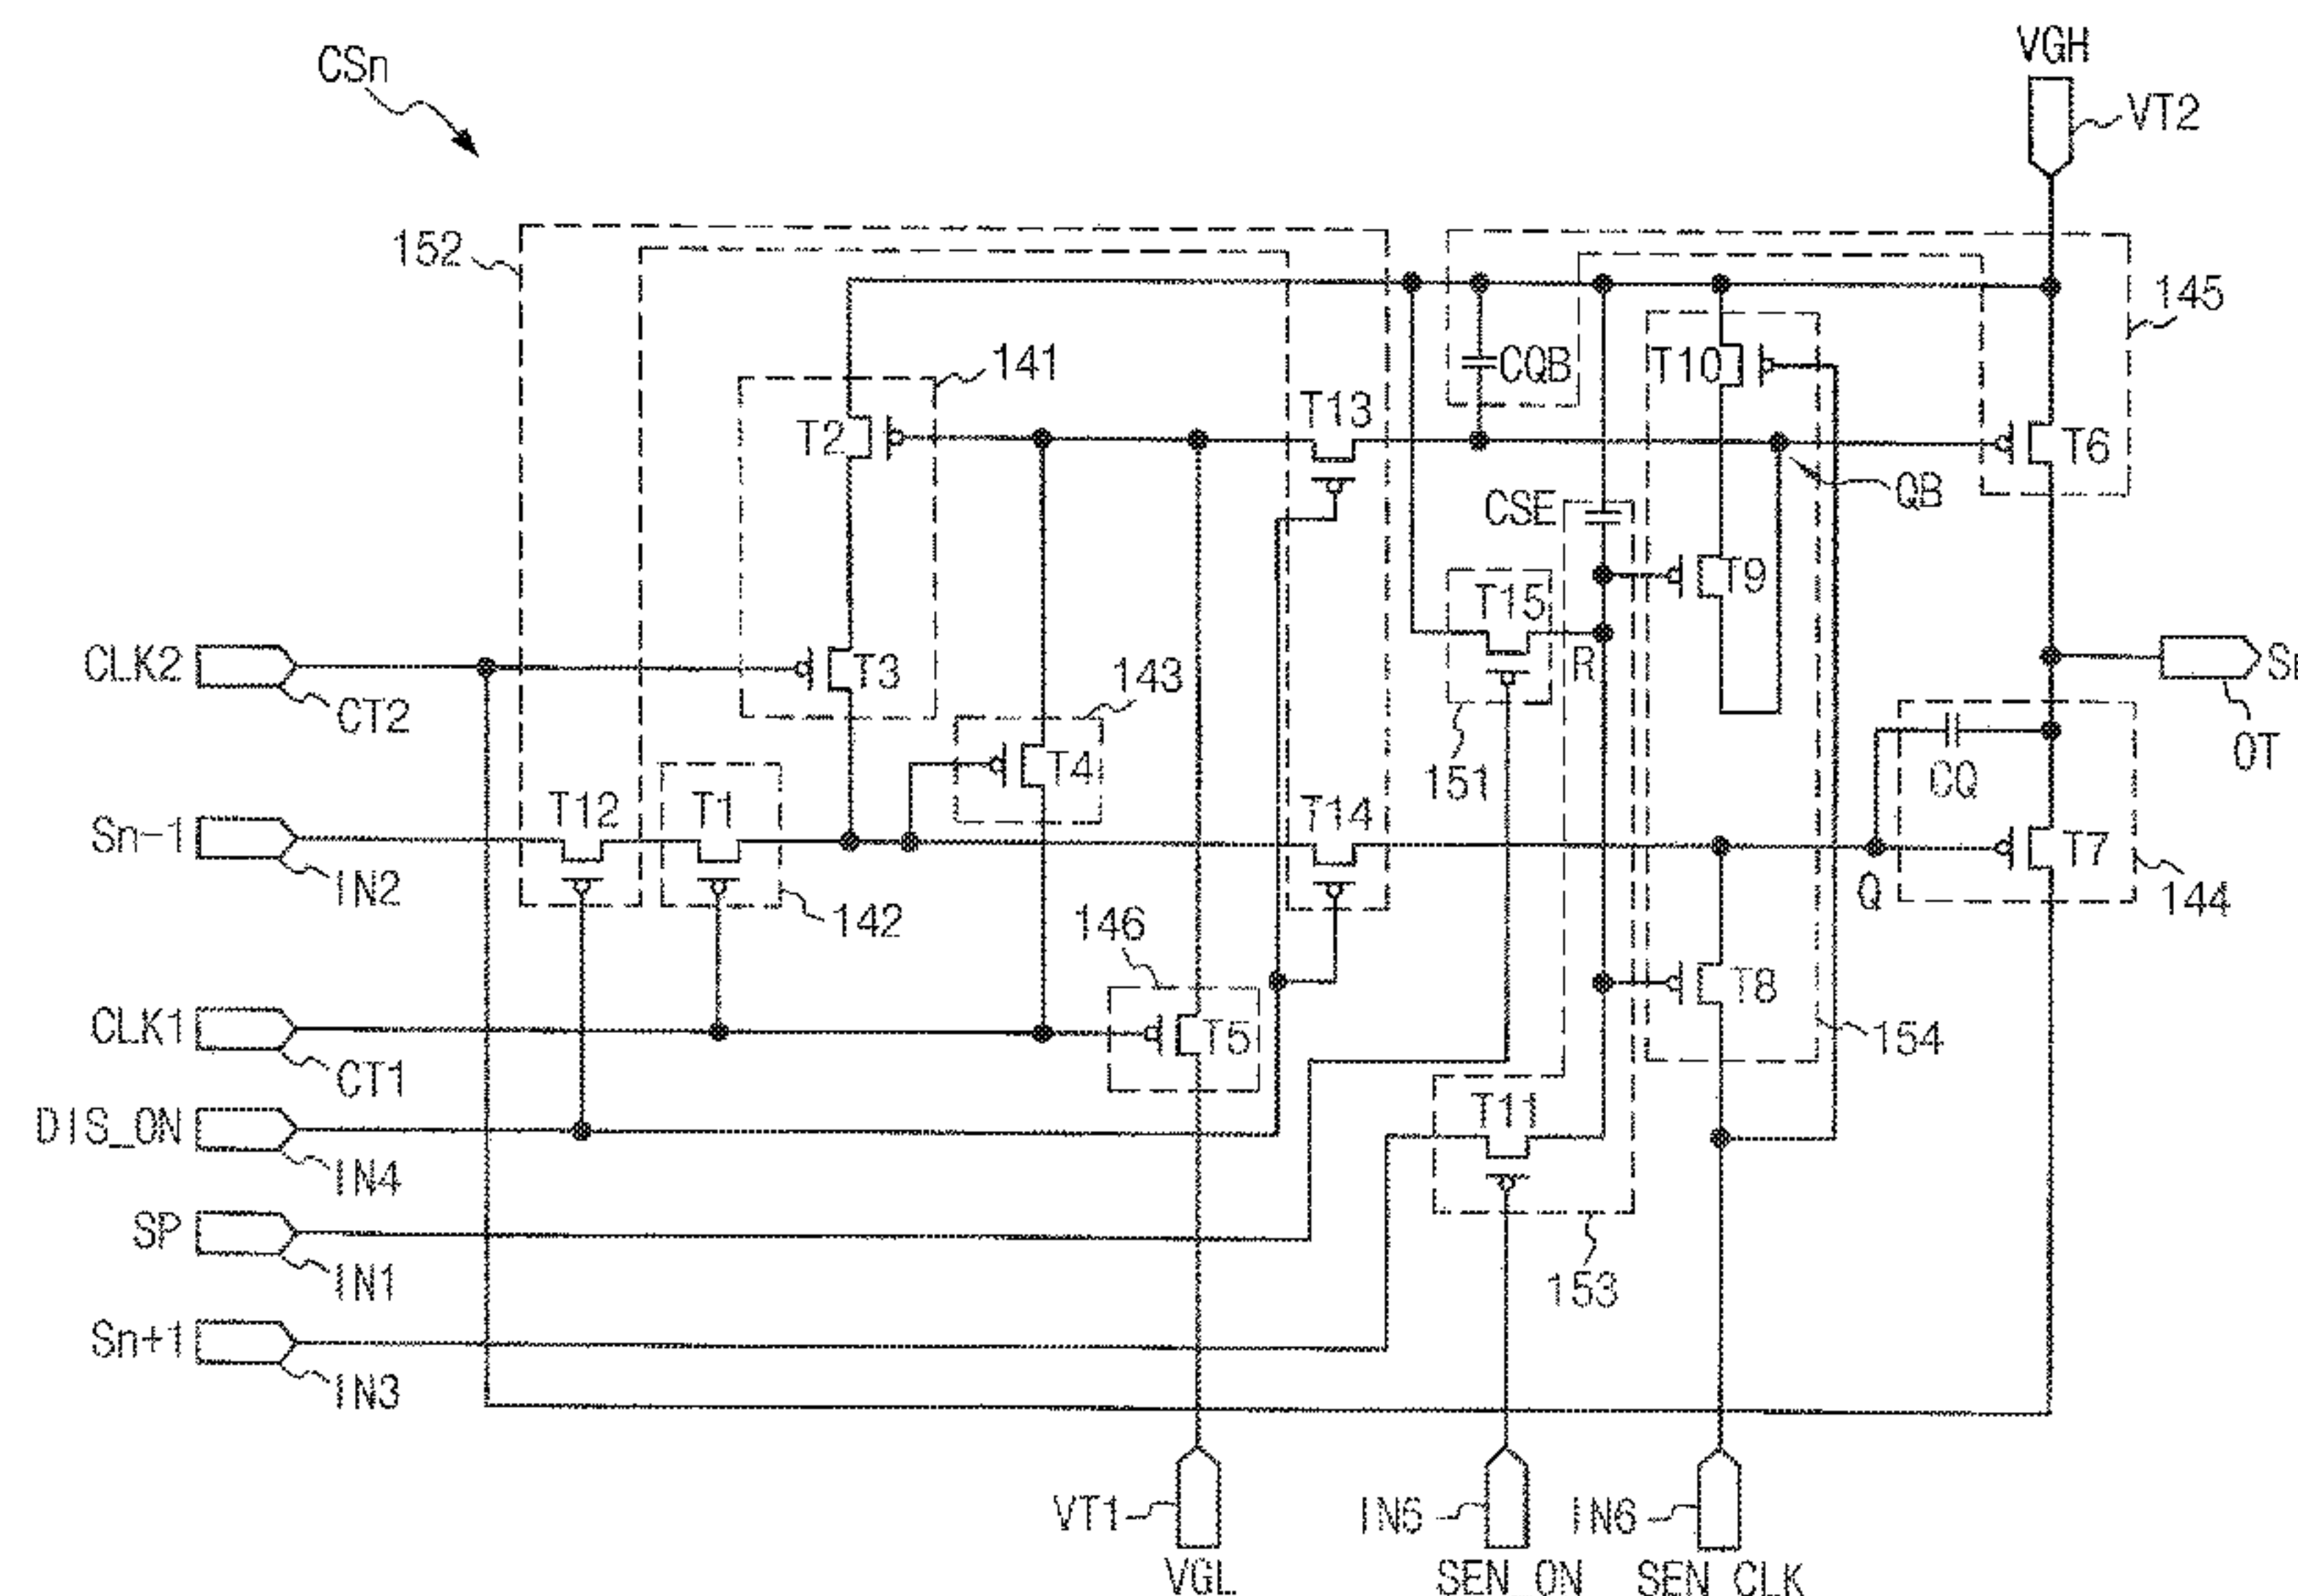 CSn
VGH
VT2
152
145
141
CQB
T10
T13
T2
T6
QB
CSE
T15
T9
R
CLK2
CT2
T3
143
OT
151
T4
CQ
T12
T1
T14
Sn-1
IN2
142
T7
Q
144
146
T8
CLK1
CT1
T5
154
T11
DIS_ON
IN4
SP
IN1
153
Sn+1
IN3
VT1
IN6
IN6
VGL
SEN_ON
SEN_CLK